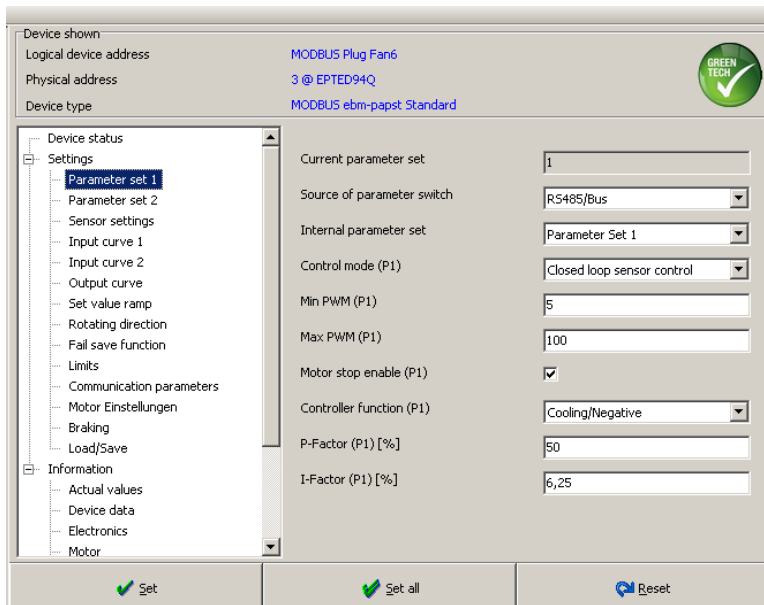 Device shown
Logical device address MODBUS Plug Fan6
Physical address 3 @ EPTED94Q
Device type MODBUS ebm-papst Standard
GREEN
TECH
Device status
Settings
Parameter set 1
Parameter set 2
Sensor settings
Input curve 1
Input curve 2
Output curve
Set value ramp
Rotating direction
Fail save function
Limits
Communication parameters
Motor Einstellungen
Braking
Load/Save
Information
Actual values
Device data
Electronics
Motor
Current parameter set 1
Source of parameter switch RS485/Bus
Internal parameter set Parameter Set 1
Control mode (P1) Closed loop sensor control
Min PWM (P1) 5
Max PWM (P1) 100
Motor stop enable (P1)
Controller function (P1) Cooling/Negative
P-Factor (P1) [%] 50
I-Factor (P1) [%] 6,25
Set Set all Reset